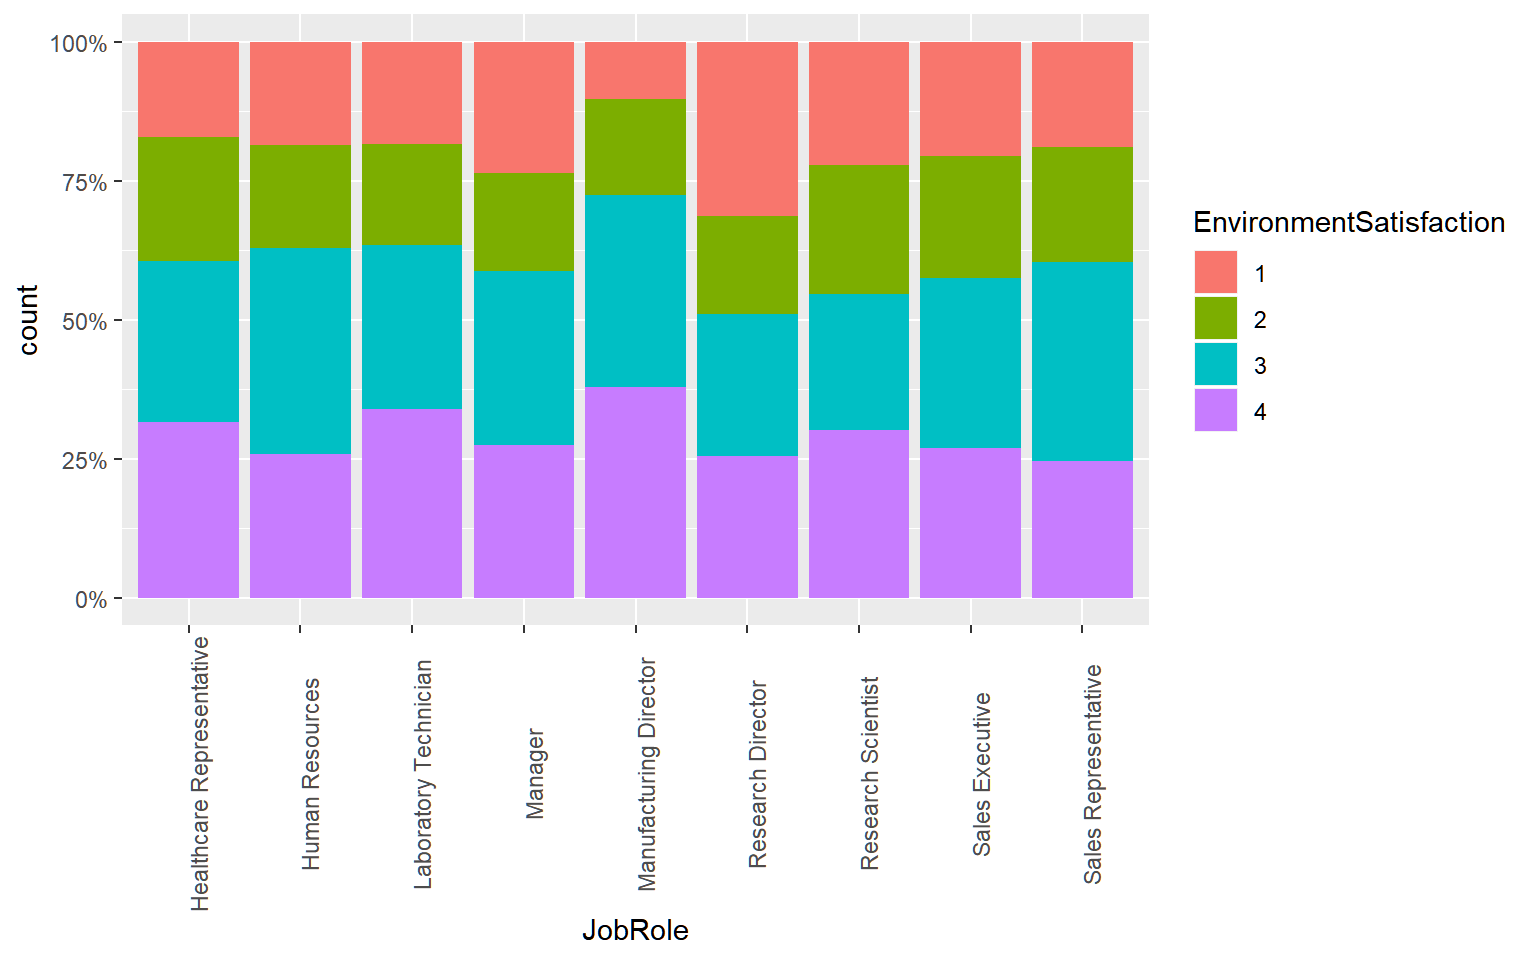 100%
75%
50%
25%
0%
count
Healthcare Representative
Human Resources
Laboratory Technician
Manager
Manufacturing Director
Research Director
Research Scientist
Sales Executive
Sales Representative
JobRole
EnvironmentSatisfaction
1
2
3
4